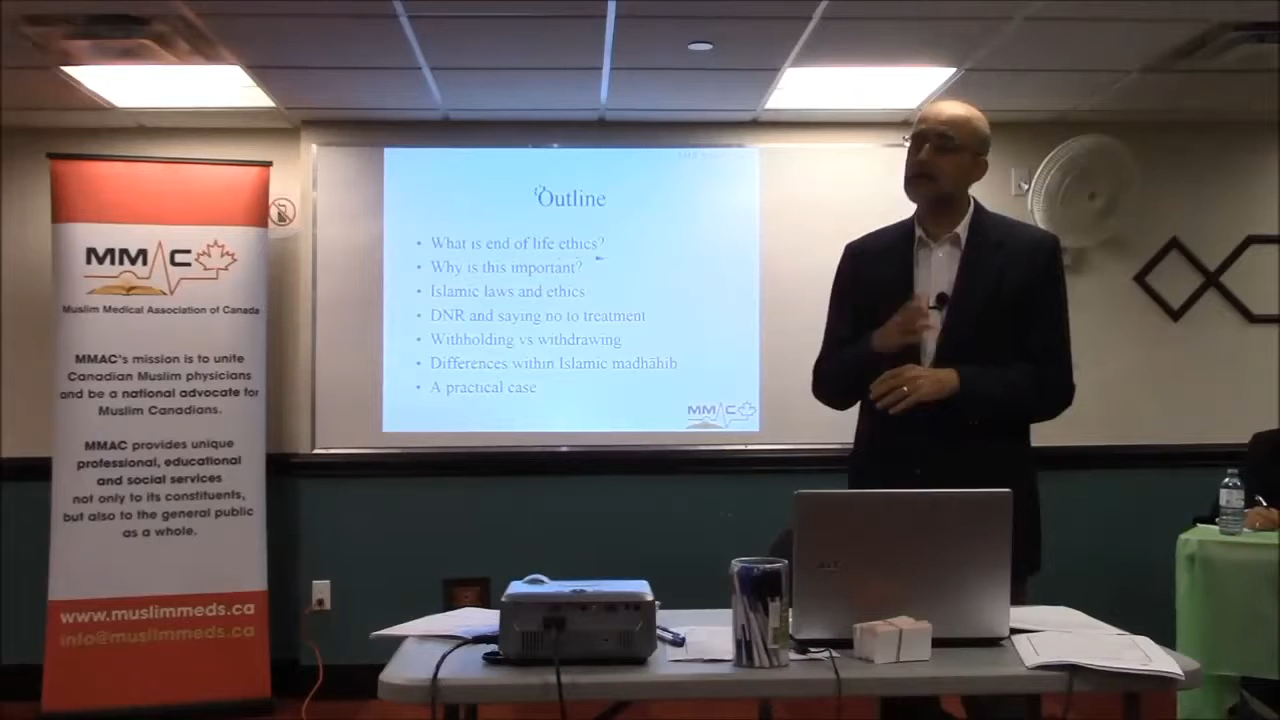 MMAC
Muslim Medical Association of Canada
MMAC's mission is to unite
Canadian Muslim physicians
and be a national advocate for
Muslim Canadians.
MMAC provides unique
professional, educational
and social services
not only to its constituents,
but also to the general public
as a whole.
www.muslimmeds.ca
info@muslimmeds.ca
Outline
• What is end of life ethics?
• Why is this important?
• Islamic laws and ethics
• DNR and saying no to treatment
• Withholding vs withdrawing
• Differences within Islamic madhāhib
• A practical case
MMAC